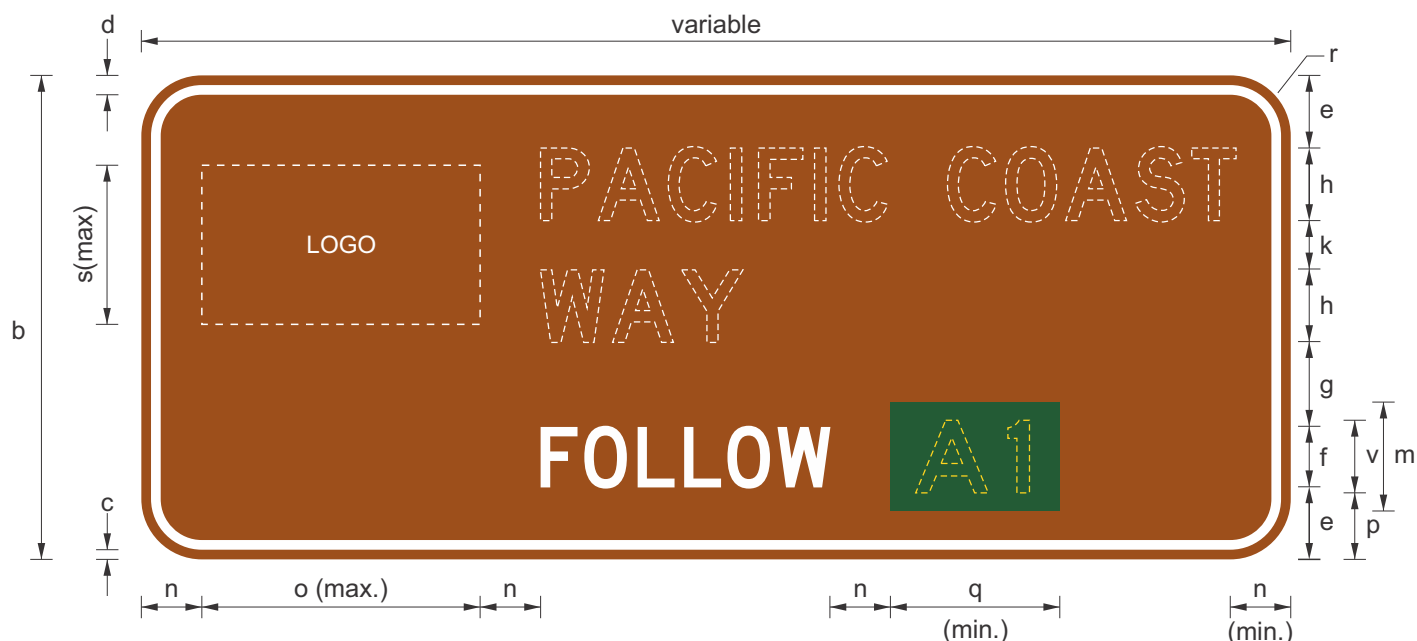 variable
d
r
e
PACIFIC COAST
h
s(max)
LOGO
k
WAY
h
b
g
FOLLOW A1
f
v
m
c
e
p
n
o (max.)
n
n
q
(min.)
n
(min.)